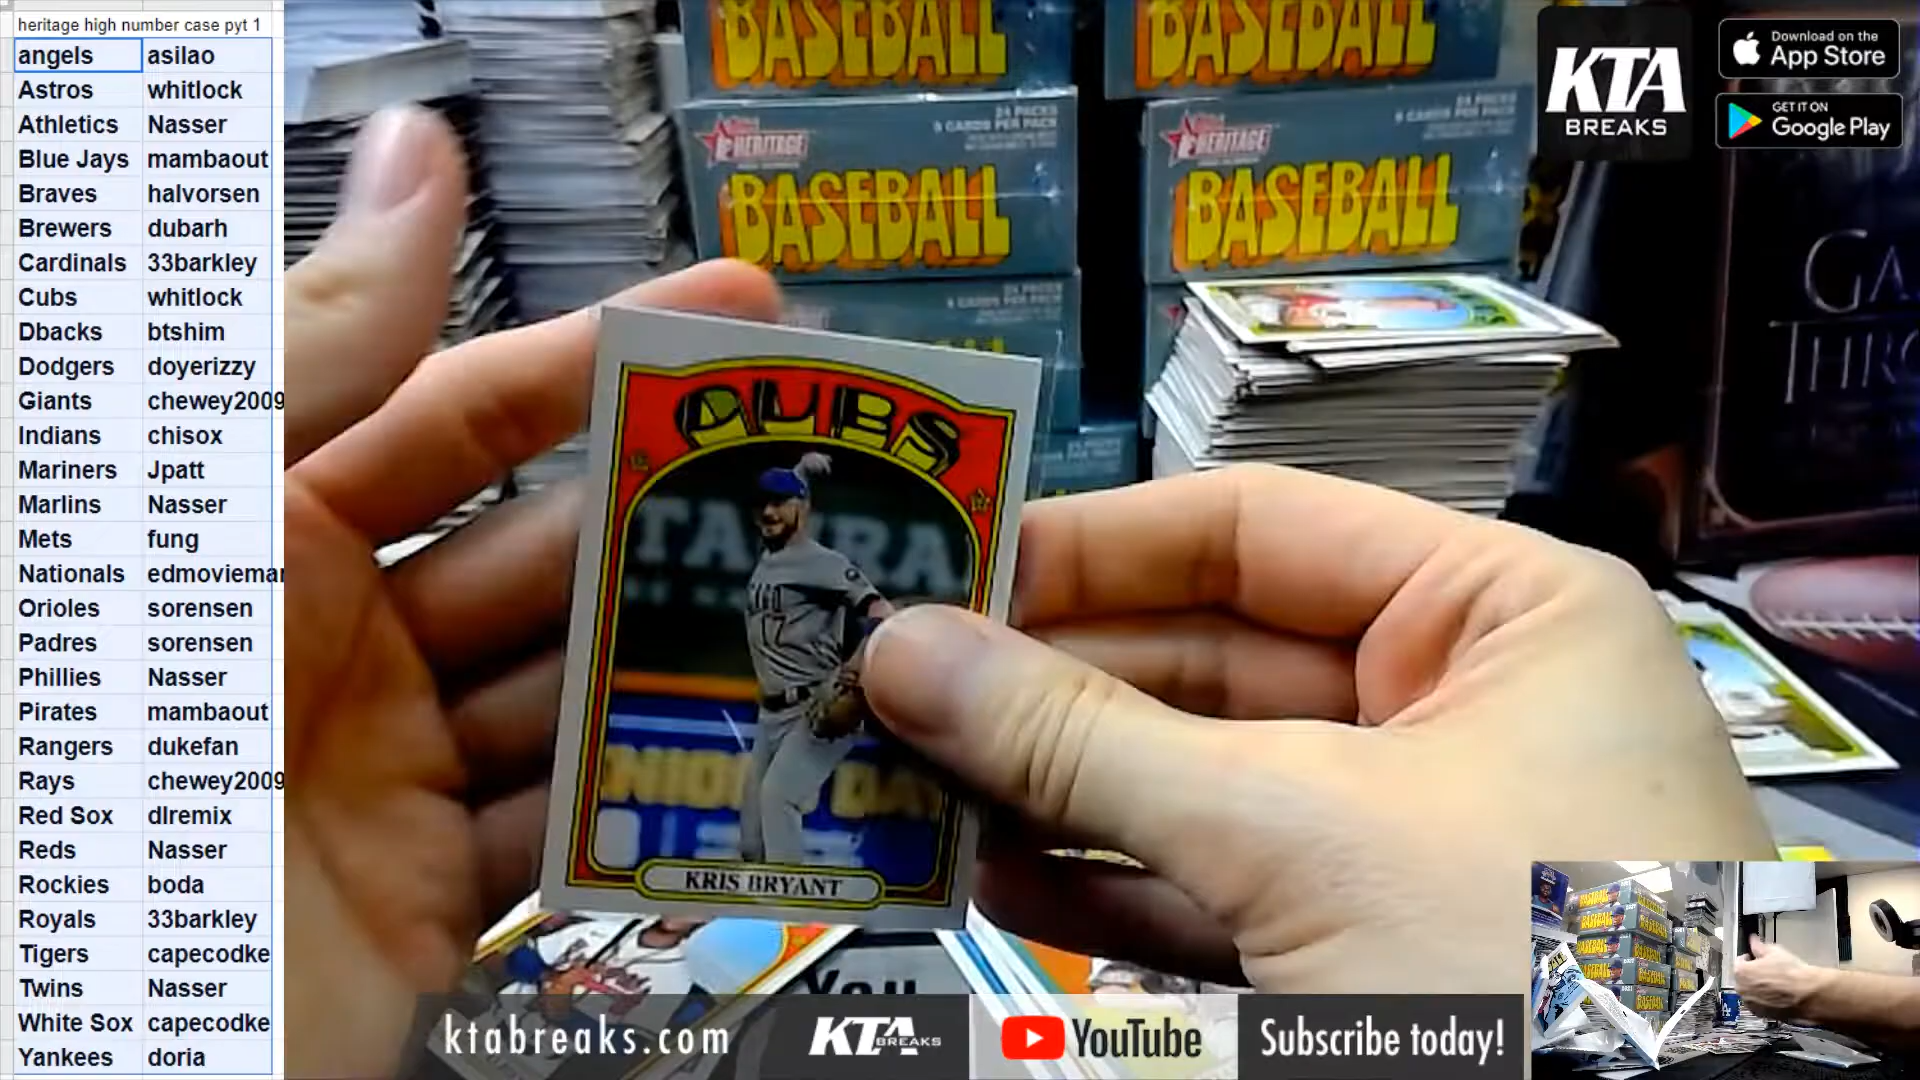 heritage high number case pyt 1
angels asilao
Astros whitlock
Athletics Nasser
Blue Jays mambaout
Braves halvorsen
Brewers dubarh
Cardinals 33barkley
Cubs whitlock
Dbacks btshim
Dodgers doyerizzy
Giants chewey2009
Indians chisox
Mariners Jpatt
Marlins Nasser
Mets fung
Nationals edmovieman
Orioles sorensen
Padres sorensen
Phillies Nasser
Pirates mambaout
Rangers dukefan
Rays chewey2009
Red Sox dlremix
Reds Nasser
Rockies boda
Royals 33barkley
Tigers capecodke
Twins Nasser
White Sox capecodke
Yankees doria
BASEBALL
BASEBALL
24 PACKS
9 CARDS PER PACK
HERITAGE
BASEBALL
HERITAGE
BASEBALL
KTA
BREAKS
Download on the
App Store
GET IT ON
Google Play
CUBS
KRIS BRYANT
You
ktabreaks.com
KTA BREAKS
YouTube
Subscribe today!